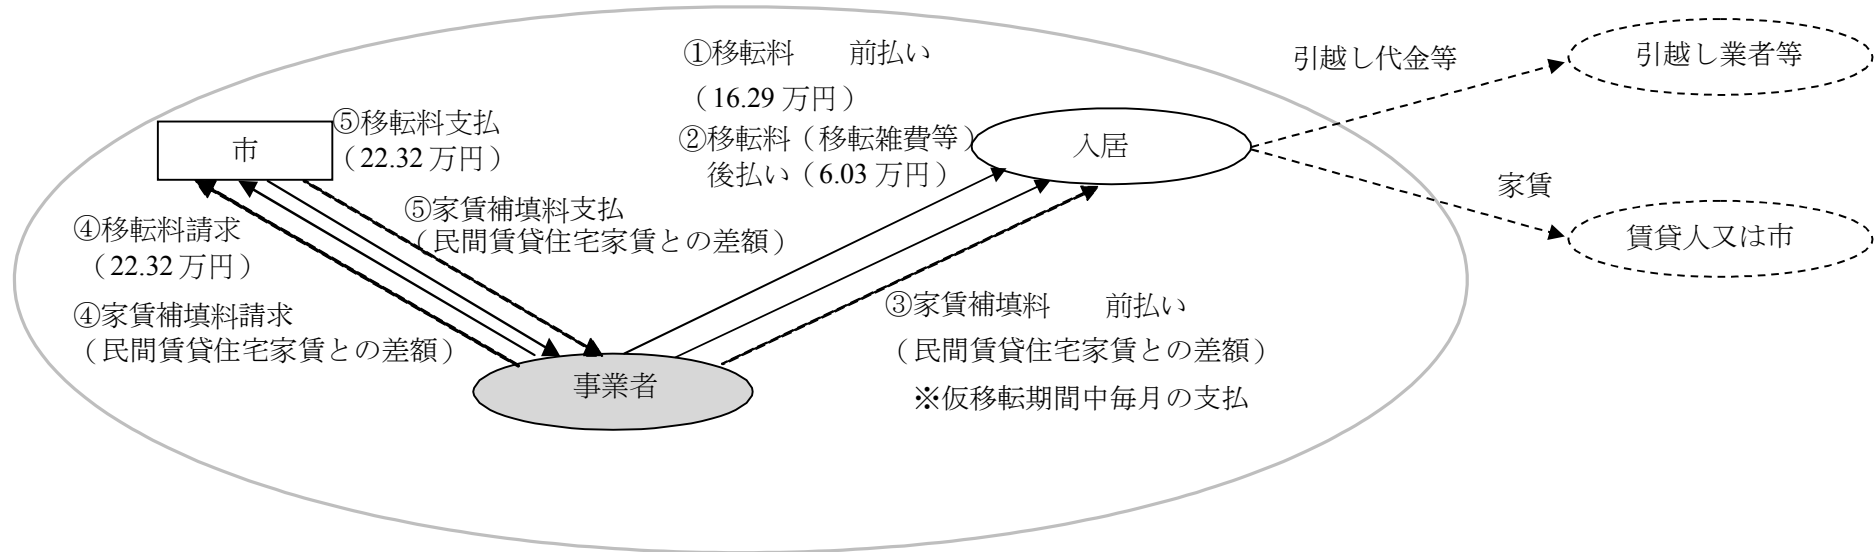 ①移転料　　前払い
（16.29 万円）
②移転料（移転雑費等）
後払い（6.03 万円）
引越し代金等
引越し業者等
市
⑤移転料支払
（22.32 万円）
入居
家賃
賃貸人又は市
⑤家賃補填料支払
（民間賃貸住宅家賃との差額）
④移転料請求
（22.32 万円）
④家賃補填料請求
（民間賃貸住宅家賃との差額）
③家賃補填料　　前払い
（民間賃貸住宅家賃との差額）
※仮移転期間中毎月の支払
事業者